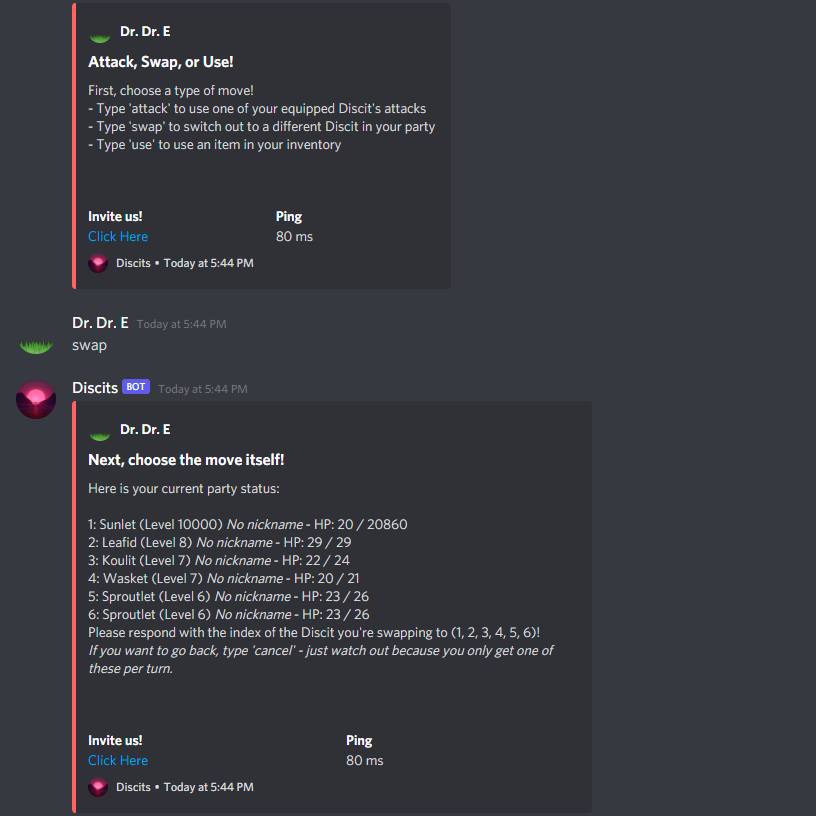 Dr. Dr. E
Attack, Swap, or Use!
First, choose a type of move!
- Type 'attack' to use one of your equipped Discit's attacks
- Type 'swap' to switch out to a different Discit in your party
- Type 'use' to use an item in your inventory
Invite us! Ping
Click Here 80 ms
Discits • Today at 5:44 PM
Dr. Dr. E Today at 5:44 PM
swap
Discits BOT Today at 5:44 PM
Dr. Dr. E
Next, choose the move itself!
Here is your current party status:
1: Sunlet (Level 10000) No nickname - HP: 20 / 20860
2: Leafid (Level 8) No nickname - HP: 29 / 29
3: Koulit (Level 7) No nickname - HP: 22 / 24
4: Wasket (Level 7) No nickname - HP: 20 / 21
5: Sproutlet (Level 6) No nickname - HP: 23 / 26
6: Sproutlet (Level 6) No nickname - HP: 23 / 26
Please respond with the index of the Discit you're swapping to (1, 2, 3, 4, 5, 6)!
If you want to go back, type 'cancel' - just watch out because you only get one of
these per turn.
Invite us! Ping
Click Here 80 ms
Discits • Today at 5:44 PM